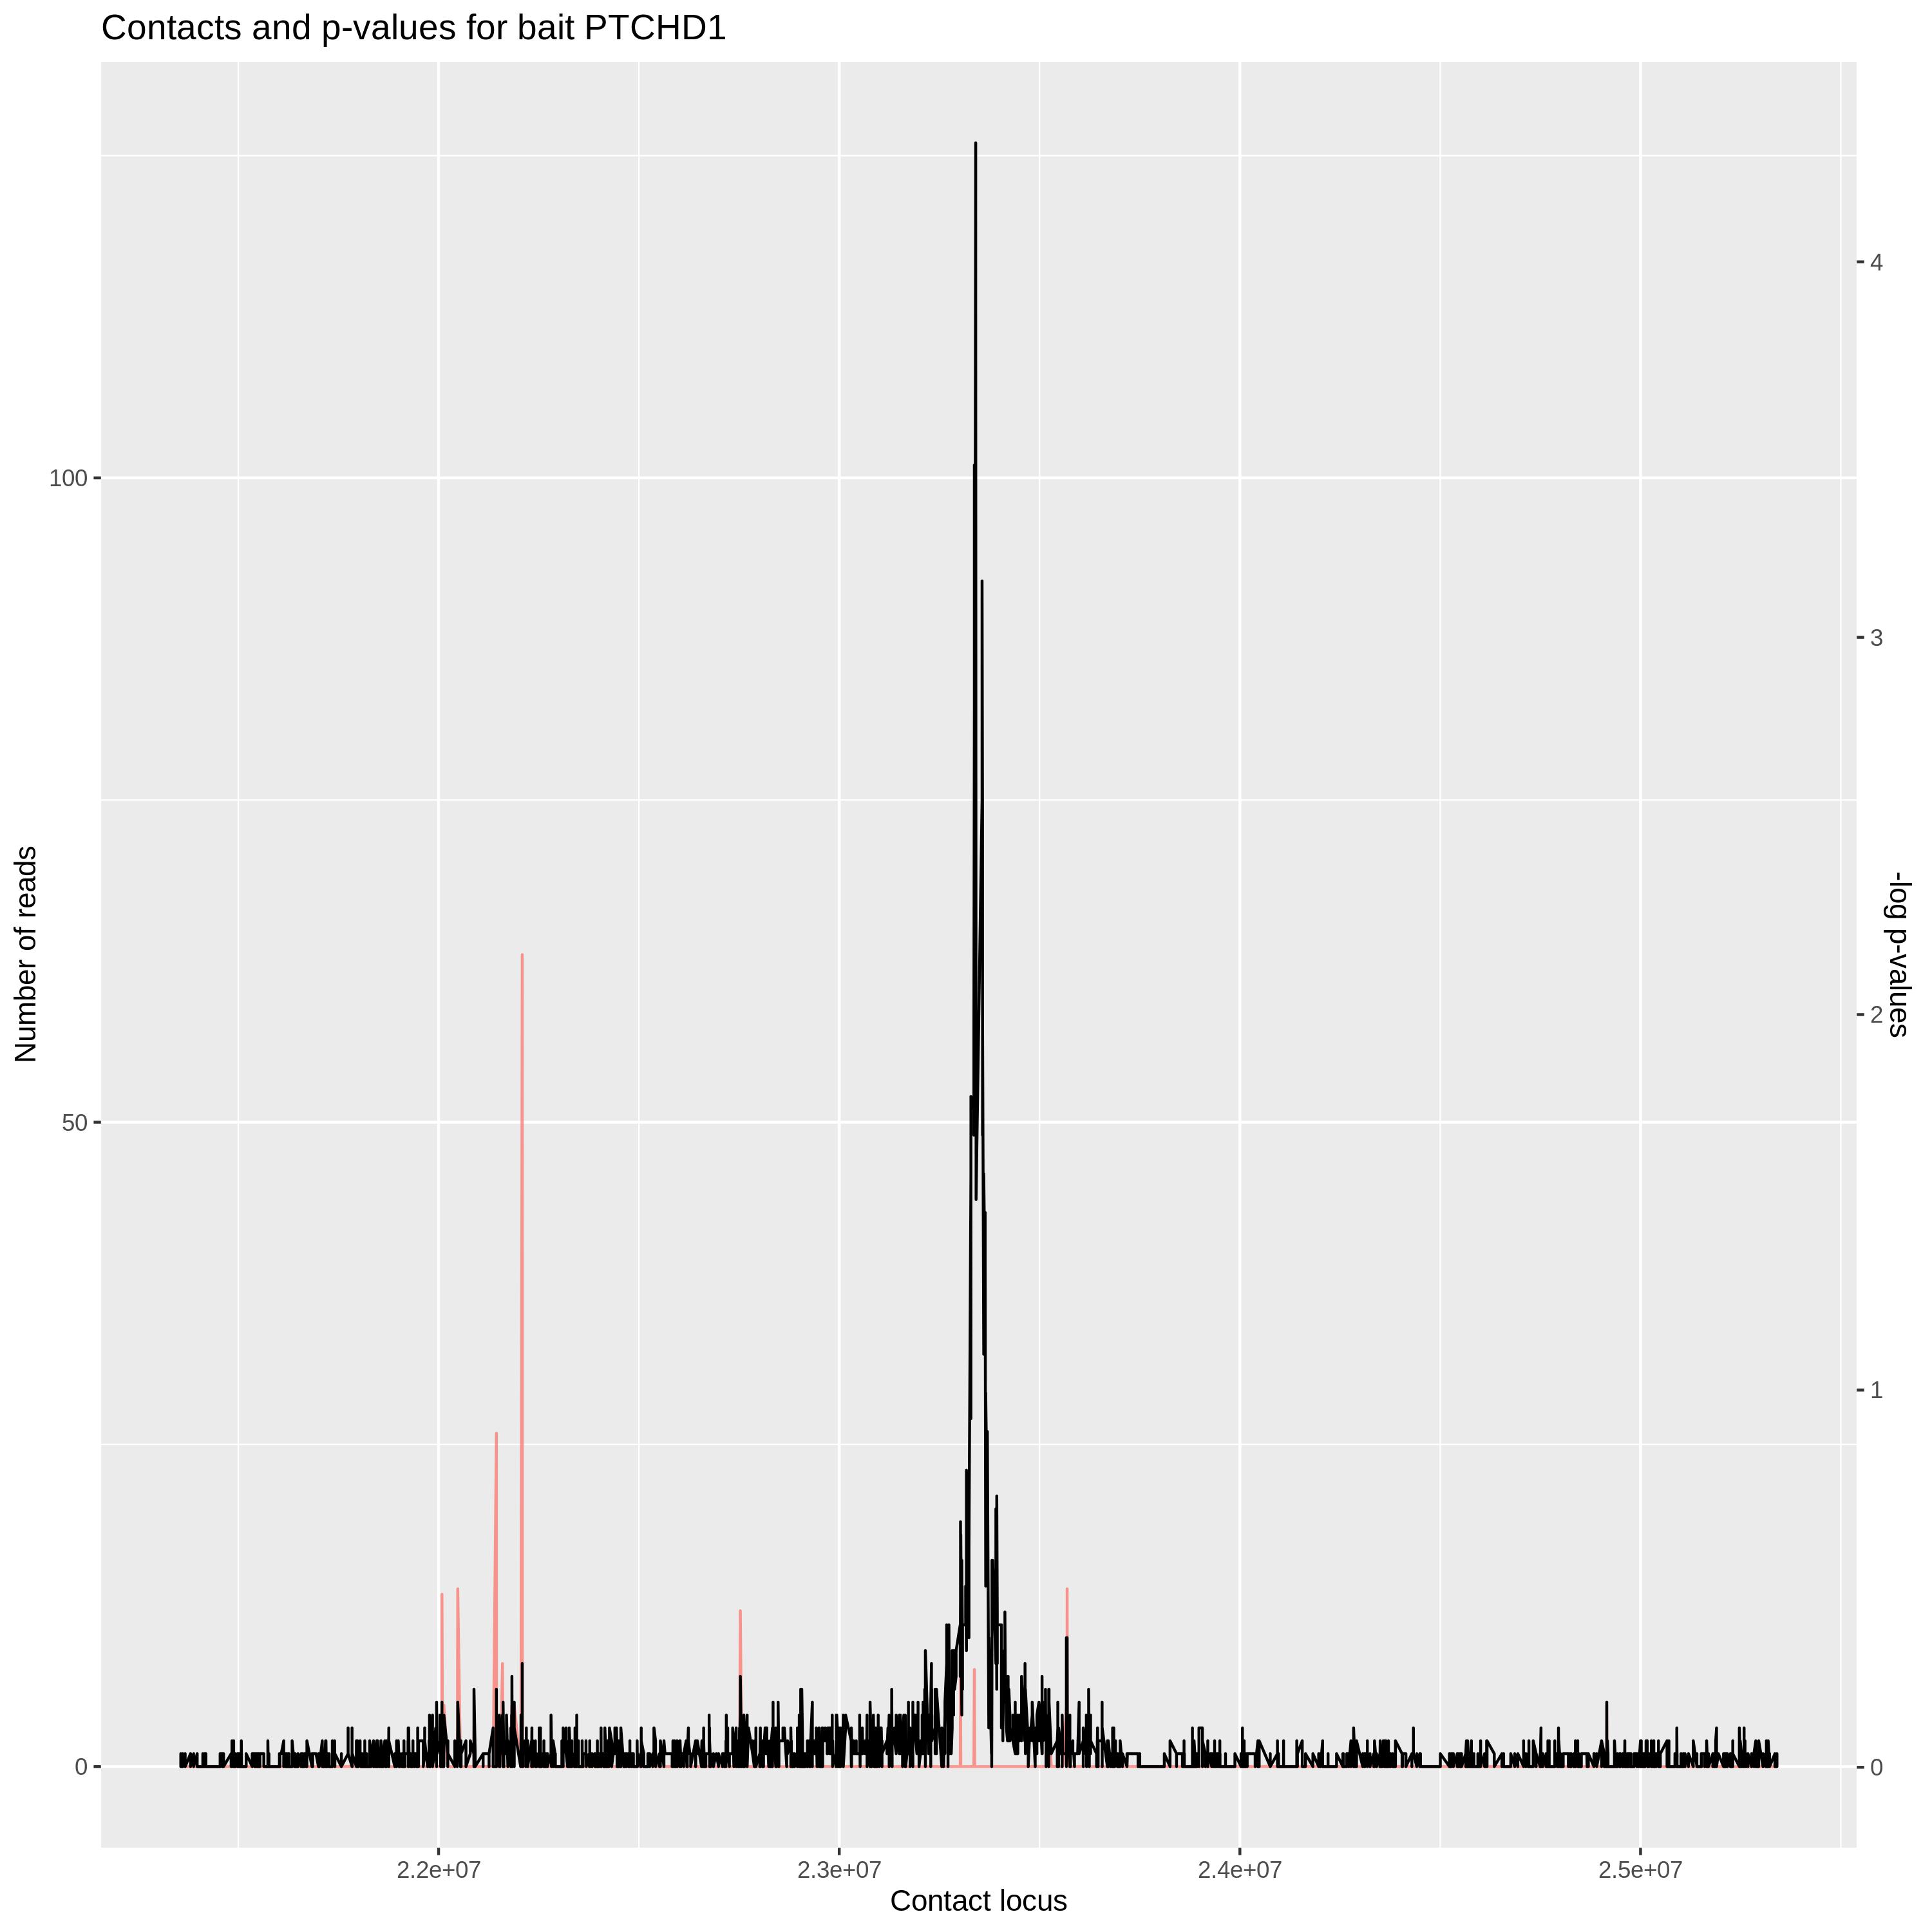 Contacts and p-values for bait PTCHD1
Number of reads
100
50
0
4
3
2
1
0
-log p-values
2.2e+07
2.3e+07
2.4e+07
2.5e+07
Contact locus